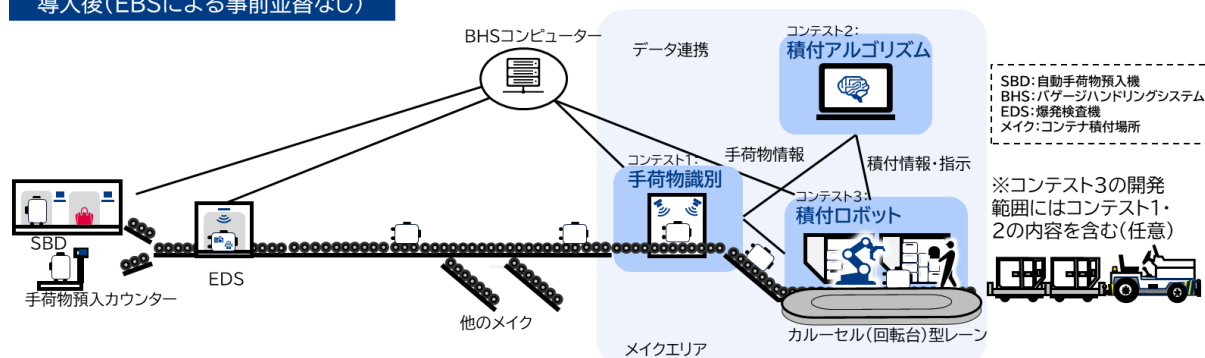 導入後(EBSによる事前並替なし)
BHSコンピューター
データ連携
コンテスト2:
積付アルゴリズム
SBD:自動手荷物預入機
BHS:バゲージハンドリングシステム
EDS:爆発検査機
メイク:コンテナ積付場所
手荷物情報
積付情報・指示
コンテスト1:
手荷物識別
コンテスト3:
積付ロボット
※コンテスト3の開発
範囲にはコンテスト1・
2の内容を含む(任意)
SBD
EDS
手荷物預入カウンター
他のメイク
カルーセル(回転台)型レーン
メイクエリア